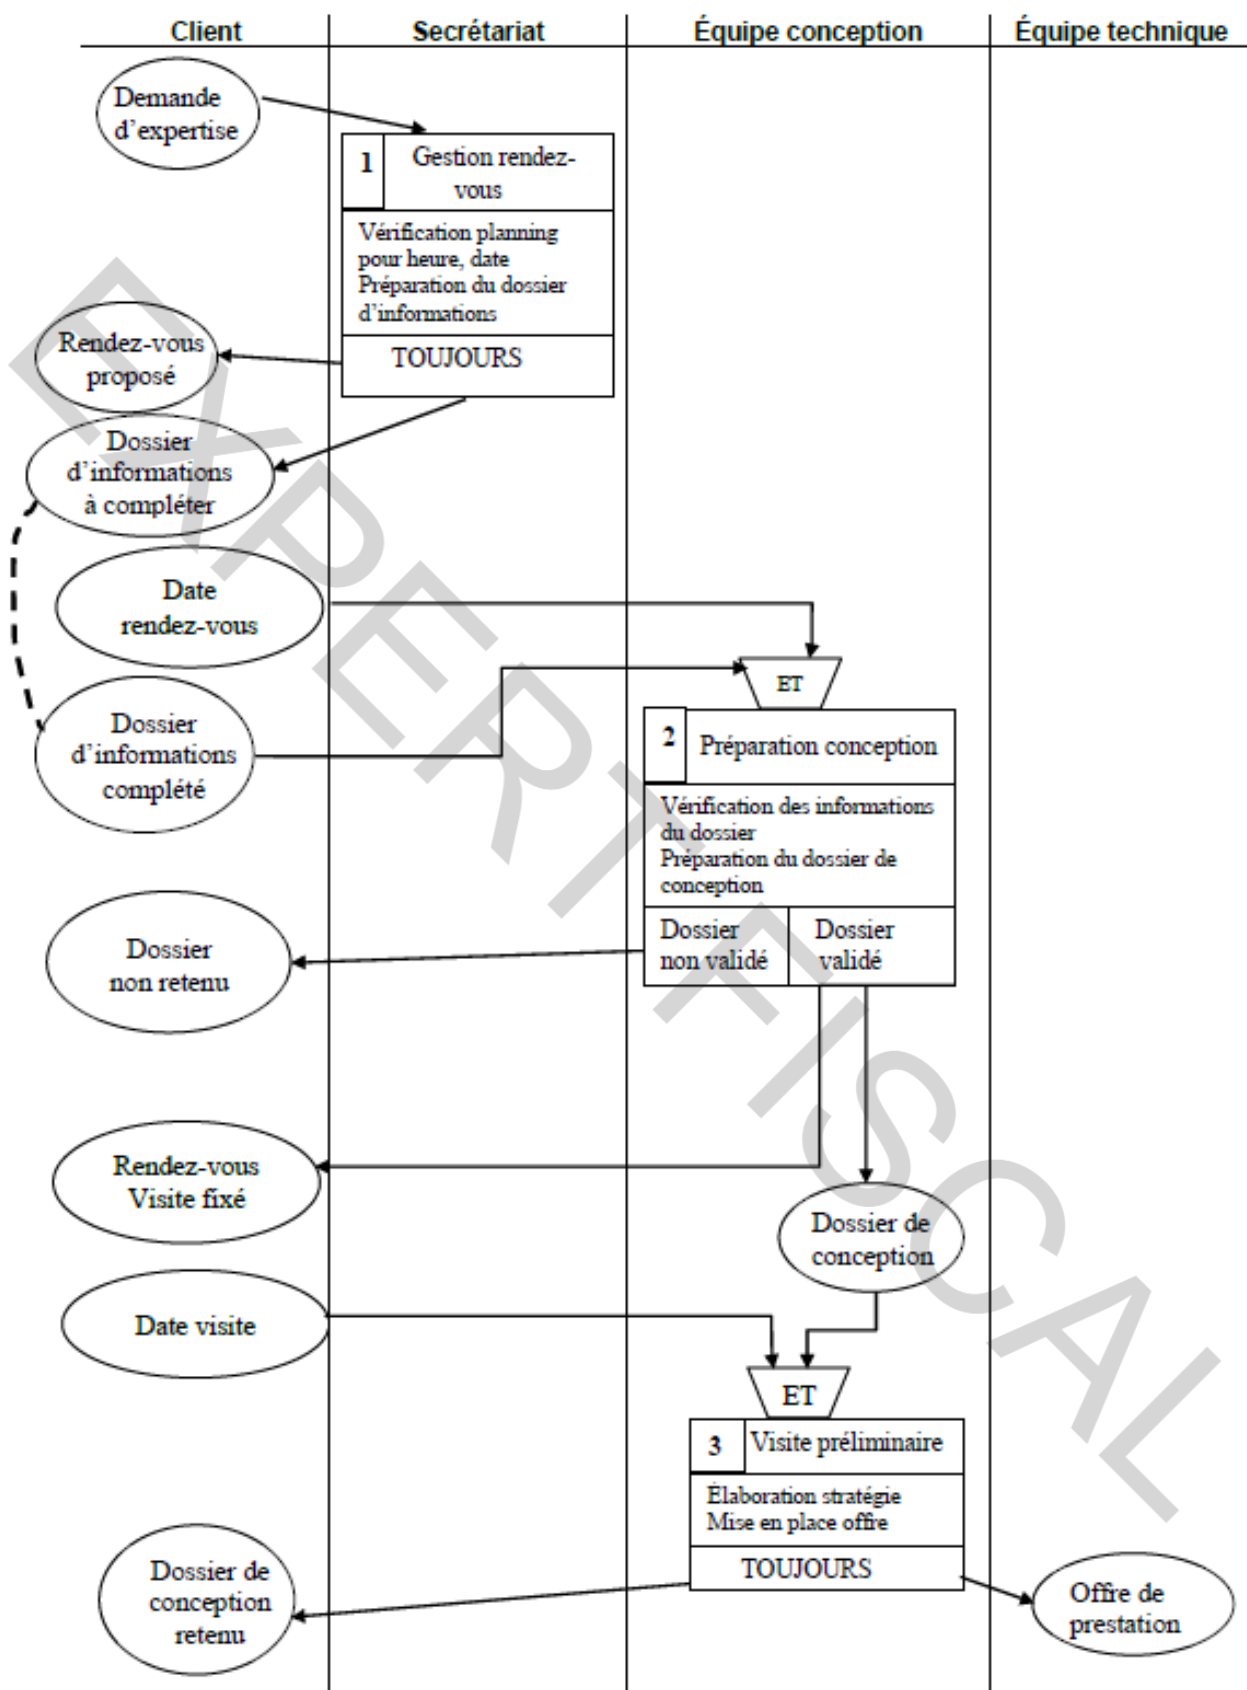 Client Secrétariat Équipe conception Équipe technique
Demande
d'expertise
1 Gestion rendez-
vous
Vérification planning
pour heure, date
Préparation du dossier
d'informations
TOUJOURS
Rendez-vous
proposé
Dossier
d'informations
à compléter
Date
rendez-vous
ET
Dossier
d'informations
complété
2 Préparation conception
Vérification des informations
du dossier
Préparation du dossier de
conception
Dossier
non validé
Dossier
validé
Dossier
non retenu
Rendez-vous
Visite fixé
Dossier de
conception
Date visite
ET
3 Visite préliminaire
Élaboration stratégie
Mise en place offre
TOUJOURS
Dossier de
conception
retenu
Offre de
prestation
EXPERT FISCAL